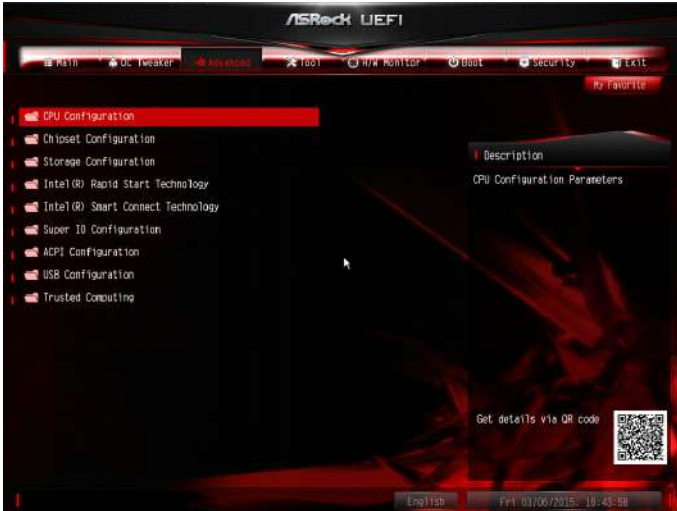 ASRock UEFI
Main
OC Tweaker
Advanced
Tool
H/W Monitor
Boot
Security
Exit
My Favorite
CPU Configuration
Chipset Configuration
Storage Configuration
Intel(R) Rapid Start Technology
Intel(R) Smart Connect Technology
Super IO Configuration
ACPI Configuration
USB Configuration
Trusted Computing
Description
CPU Configuration Parameters
Get details via QR code
English
Fri 03/06/2015. 18:43:58